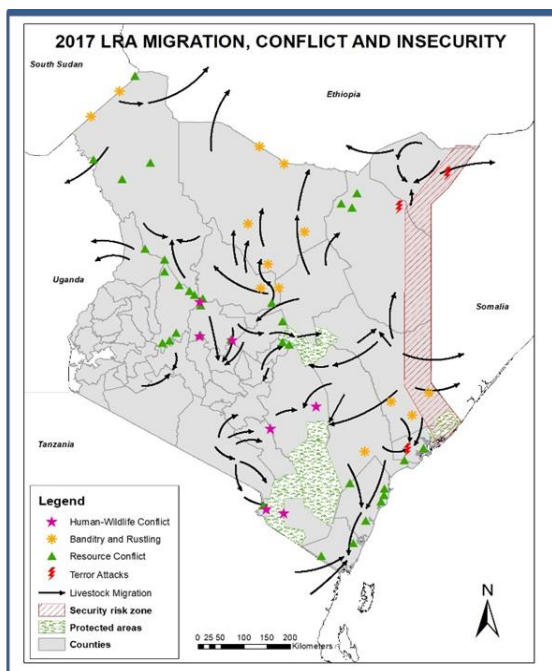 2017 LRA MIGRATION, CONFLICT AND INSECURITY
South Sudan
Ethiopia
Uganda
Somalia
Tanzania
Legend
Human-Wildlife Conflict
Banditry and Rustling
Resource Conflict
Terror Attacks
Livestock Migration
Security risk zone
Protected areas
Counties
N
0 25 50 100 150 200
Kilometers